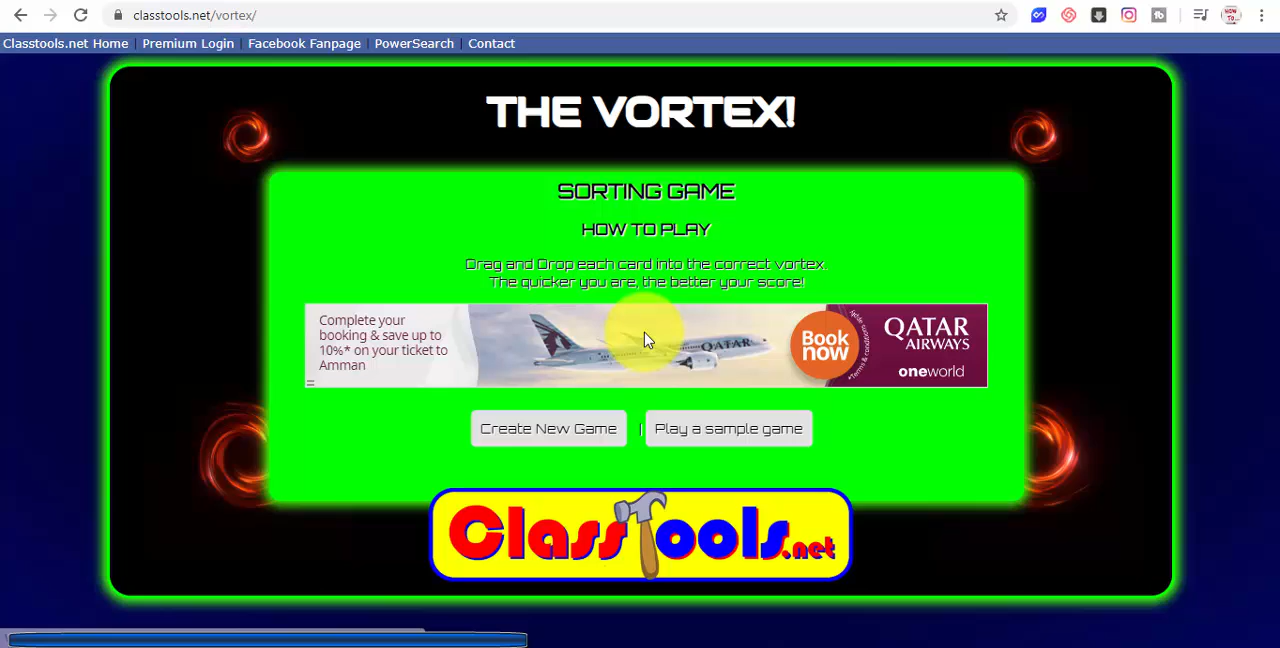 classtools.net/vortex/
Classtools.net Home | Premium Login | Facebook Fanpage | PowerSearch | Contact
THE VORTEX!
SORTING GAME
HOW TO PLAY
Drag and Drop each card into the correct vortex.
The quicker you are, the better your score!
Complete your
booking & save up to
10%* on your ticket to
Amman
QATAR
Book
now
*Terms & conditions apply
QATAR
AIRWAYS
oneworld
Create New Game | Play a sample game
ClassTools.net